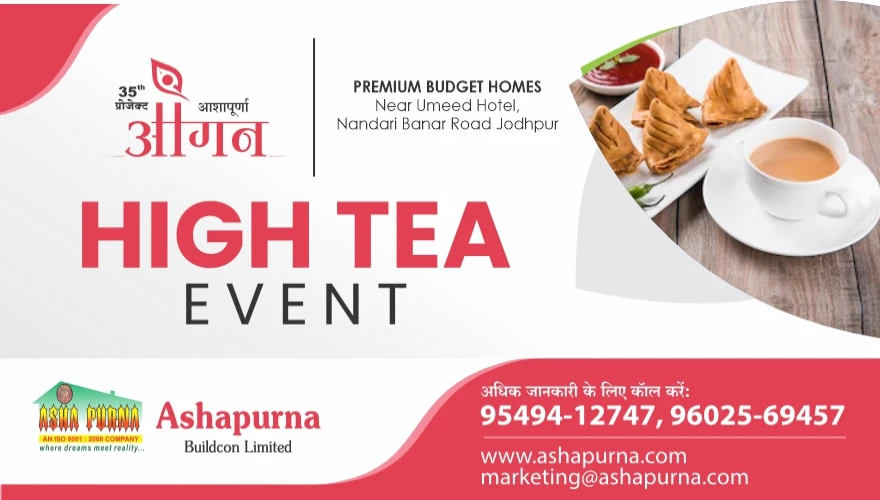 35th
प्रोजेक्ट
आशापूर्णा
आँगन
PREMIUM BUDGET HOMES
Near Umeed Hotel,
Nandari Banar Road Jodhpur
HIGH TEA
EVENT
ASHA PURNA
AN ISO 9001 : 2008 COMPANY
where dreams meet reality...
Ashapurna
Buildcon Limited
अधिक जानकारी के लिए कॅाल करें:
95494-12747, 96025-69457
www.ashapurna.com
marketing@ashapurna.com